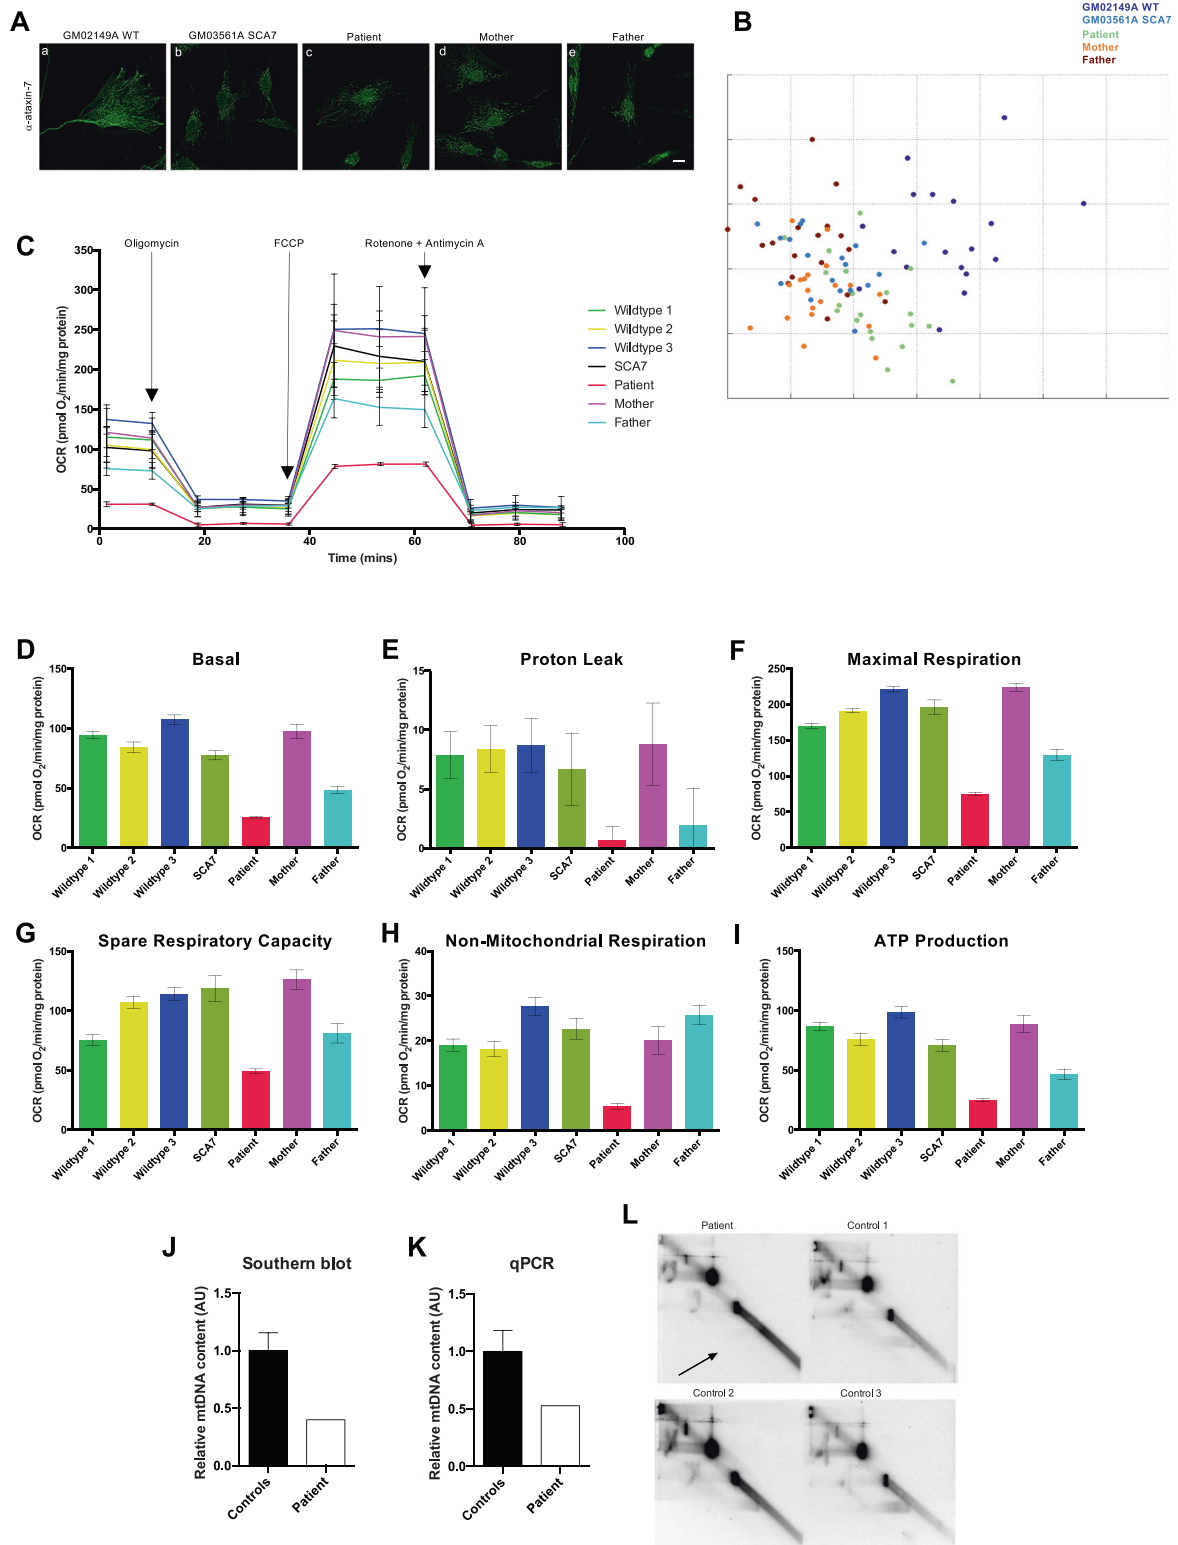 A
GM02149A WT
GM03561A SCA7
Patient
Mother
Father
a
b
c
d
e
α-ataxin-7
B
GM02149A WT
GM03561A SCA7
Patient
Mother
Father
C
Oligomycin
FCCP
Rotenone + Antimycin A
OCR (pmol O2/min/mg protein)
350
300
250
200
150
100
50
0
0
20
40
60
80
100
Time (mins)
Wildtype 1
Wildtype 2
Wildtype 3
SCA7
Patient
Mother
Father
D
Basal
OCR (pmol O2/min/mg protein)
150
100
50
0
Wildtype 1
Wildtype 2
Wildtype 3
SCA7
Patient
Mother
Father
E
Proton Leak
OCR (pmol O2/min/mg protein)
15
10
5
0
Wildtype 1
Wildtype 2
Wildtype 3
SCA7
Patient
Mother
Father
F
Maximal Respiration
OCR (pmol O2/min/mg protein)
250
200
150
100
50
0
Wildtype 1
Wildtype 2
Wildtype 3
SCA7
Patient
Mother
Father
G
Spare Respiratory Capacity
OCR (pmol O2/min/mg protein)
150
100
50
0
Wildtype 1
Wildtype 2
Wildtype 3
SCA7
Patient
Mother
Father
H
Non-Mitochondrial Respiration
OCR (pmol O2/min/mg protein)
40
30
20
10
0
Wildtype 1
Wildtype 2
Wildtype 3
SCA7
Patient
Mother
Father
I
ATP Production
OCR (pmol O2/min/mg protein)
150
100
50
0
Wildtype 1
Wildtype 2
Wildtype 3
SCA7
Patient
Mother
Father
J
Southern blot
Relative mtDNA content (AU)
1.5
1.0
0.5
0.0
Controls
Patient
K
qPCR
Relative mtDNA content (AU)
1.5
1.0
0.5
0.0
Controls
Patient
L
Patient
Control 1
Control 2
Control 3